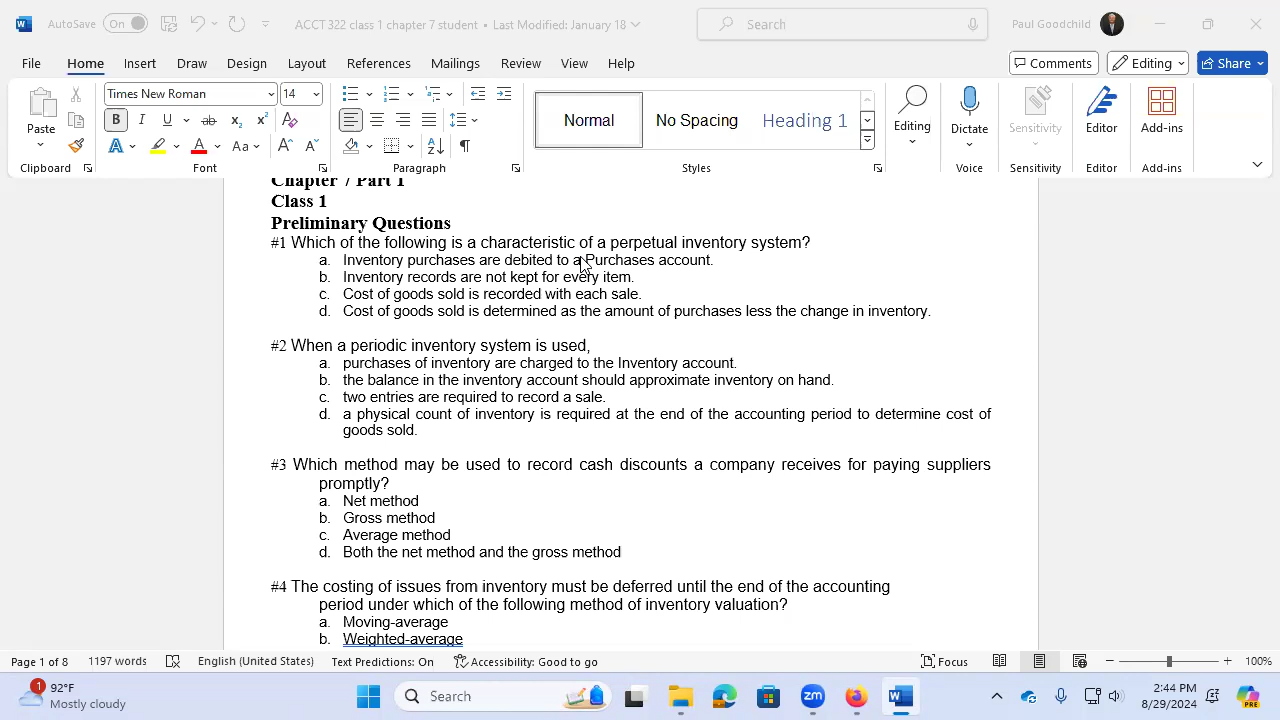 AutoSave On
ACCT 322 class 1 chapter 7 student • Last Modified: January 18
Search
Paul Goodchild
File Home Insert Draw Design Layout References Mailings Review View Help
Comments Editing Share
Times New Roman 14
Paste
B I U ab x₂ x²
A A Aa A A
Normal No Spacing Heading 1
Editing Dictate Sensitivity Editor Add-ins
Clipboard Font Paragraph Styles Voice Sensitivity Editor Add-ins
Chapter 7 Part 1
Class 1
Preliminary Questions
#1 Which of the following is a characteristic of a perpetual inventory system?
a. Inventory purchases are debited to a Purchases account.
b. Inventory records are not kept for every item.
c. Cost of goods sold is recorded with each sale.
d. Cost of goods sold is determined as the amount of purchases less the change in inventory.
#2 When a periodic inventory system is used,
a. purchases of inventory are charged to the Inventory account.
b. the balance in the inventory account should approximate inventory on hand.
c. two entries are required to record a sale.
d. a physical count of inventory is required at the end of the accounting period to determine cost of
goods sold.
#3 Which method may be used to record cash discounts a company receives for paying suppliers
promptly?
a. Net method
b. Gross method
c. Average method
d. Both the net method and the gross method
#4 The costing of issues from inventory must be deferred until the end of the accounting
period under which of the following method of inventory valuation?
a. Moving-average
b. Weighted-average
Page 1 of 8 1197 words English (United States) Text Predictions: On Accessibility: Good to go Focus 100%
1
92°F
Mostly cloudy
Search
zm
PRE
2:44 PM
8/29/2024